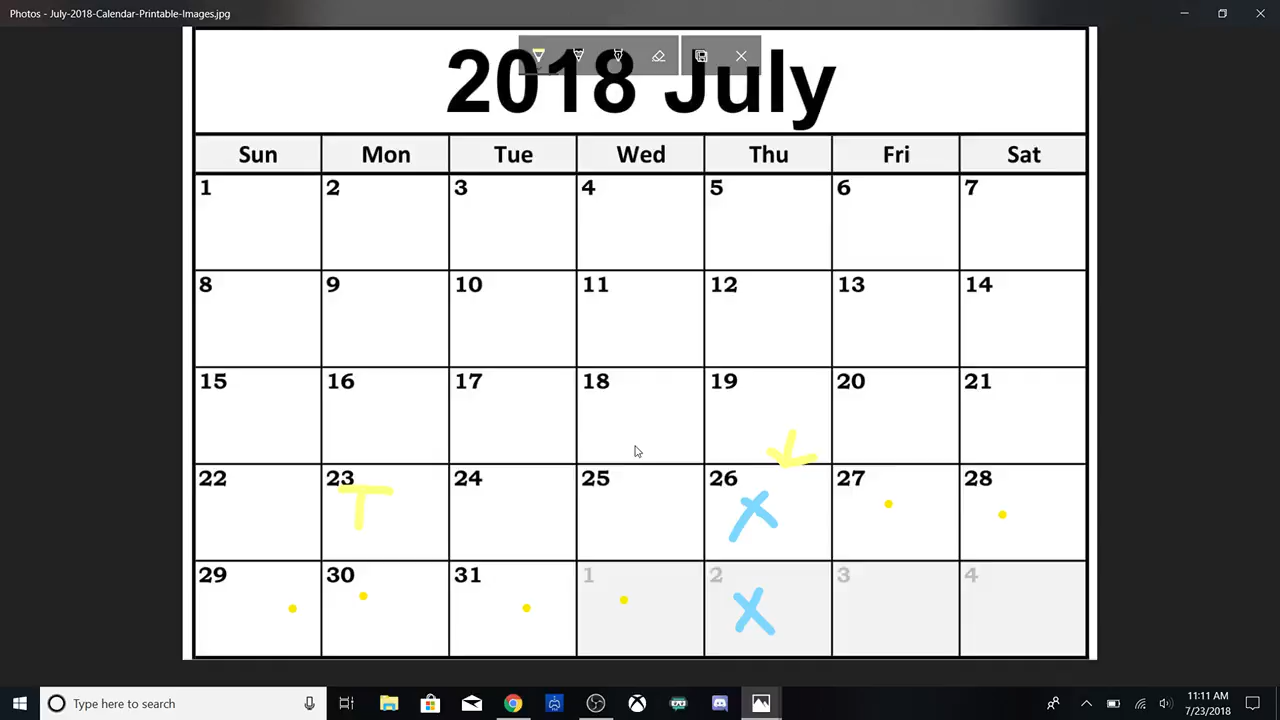 Photos - July-2018-Calendar-Printable-Images.jpg
2018 July
Sun Mon Tue Wed Thu Fri Sat
1 2 3 4 5 6 7
8 9 10 11 12 13 14
15 16 17 18 19 20 21
22 23 24 25 26 27 28
T X
29 30 31 1 2 3 4
X
Type here to search
11:11 AM
7/23/2018